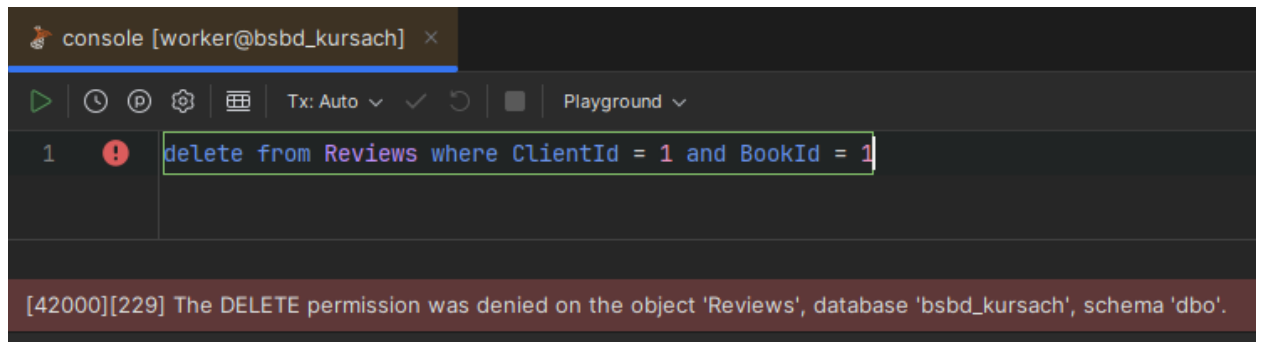 console [worker@bsbd_kursach]
Tx: Auto Playground
1 delete from Reviews where ClientId = 1 and BookId = 1
[42000][229] The DELETE permission was denied on the object 'Reviews', database 'bsbd_kursach', schema 'dbo'.